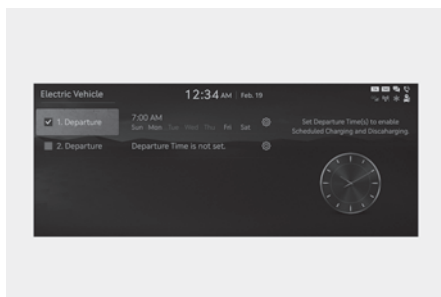 Electric Vehicle
12:34 AM | Feb. 19
1. Departure
7:00 AM
Sun Mon Tue Wed Thu Fri Sat
2. Departure
Departure Time is not set.
Set Departure Time(s) to enable
Scheduled Charging and Discaharging.